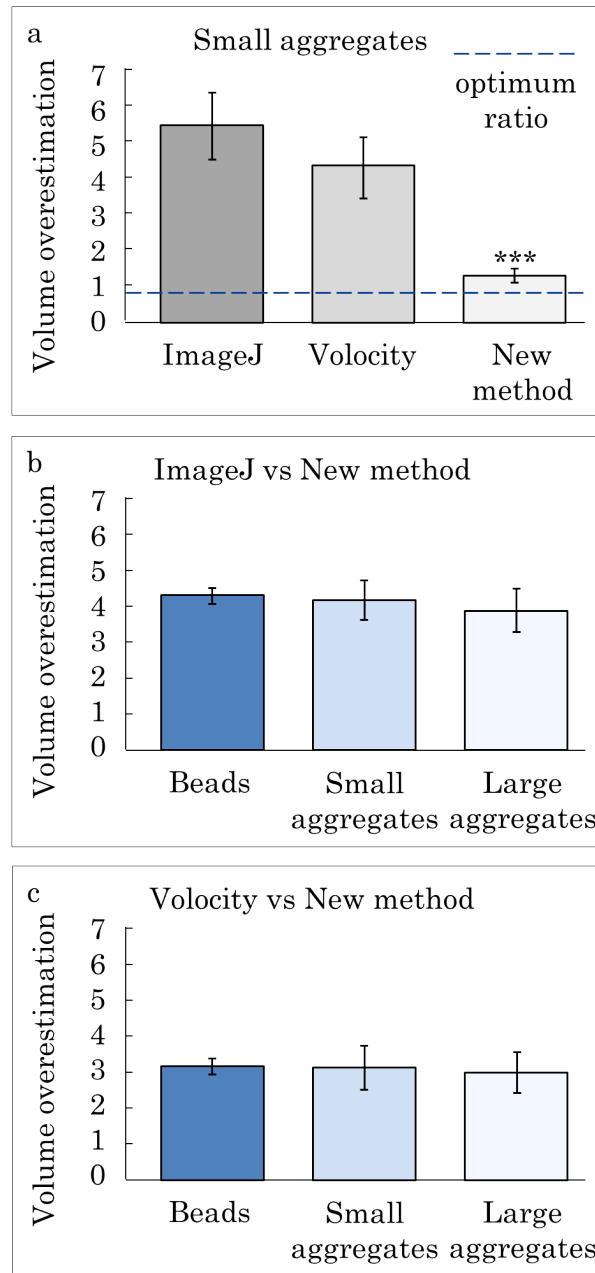 a
Small aggregates
optimum
ratio
Volume overestimation
7
6
5
4
3
2
1
0
***
ImageJ
Volocity
New
method
b
ImageJ vs New method
Volume overestimation
7
6
5
4
3
2
1
0
Beads
Small
aggregates
Large
aggregates
c
Volocity vs New method
Volume overestimation
7
6
5
4
3
2
1
0
Beads
Small
aggregates
Large
aggregates